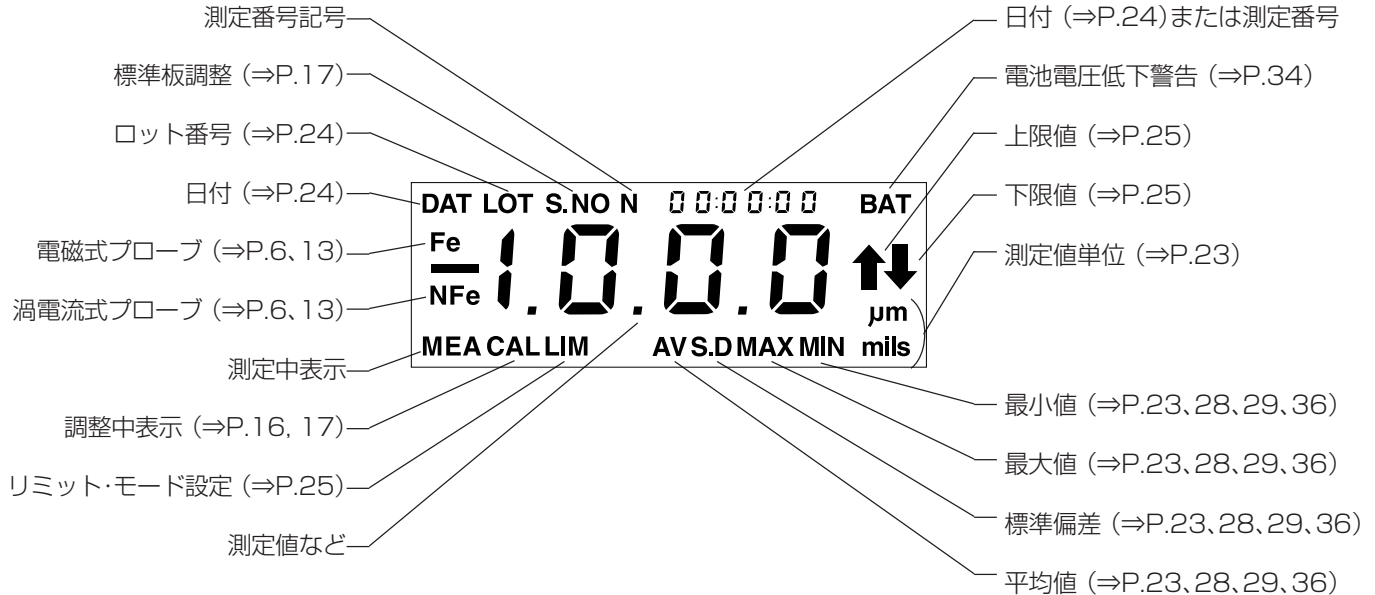 測定番号記号
標準板調整（⇒P.17）
ロット番号（⇒P.24）
日付（⇒P.24）
電磁式プローブ（⇒P.6、13）
渦電流式プローブ（⇒P.6、13）
測定中表示
調整中表示（⇒P.16, 17）
リミット・モード設定（⇒P.25）
測定値など
DAT LOT S.NO N 00:00:00 BAT
Fe
NFe
1.0.0.0
µm
MEA CAL LIM AV S.D MAX MIN mils
日付（⇒P.24）または測定番号
電池電圧低下警告（⇒P.34）
上限値（⇒P.25）
下限値（⇒P.25）
測定値単位（⇒P.23）
最小値（⇒P.23、28、29、36）
最大値（⇒P.23、28、29、36）
標準偏差（⇒P.23、28、29、36）
平均値（⇒P.23、28、29、36）